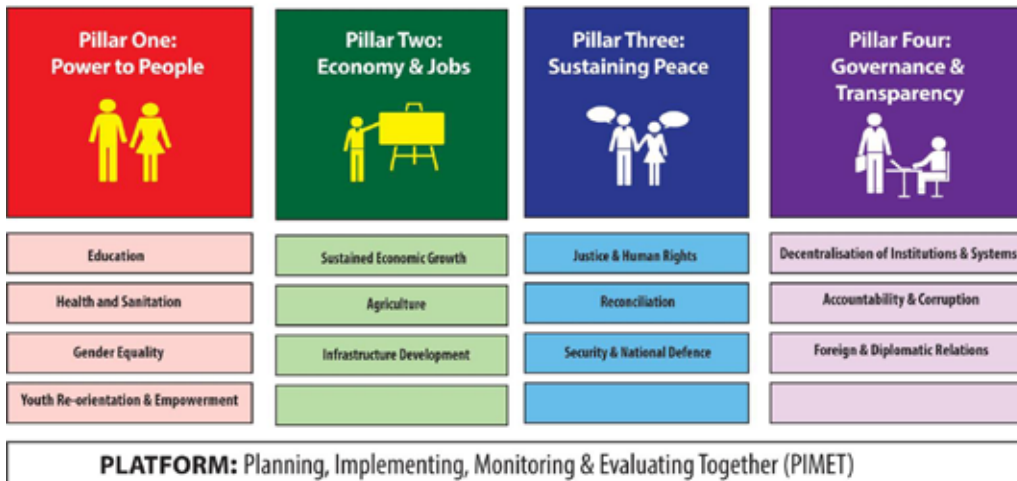 Pillar One:
Power to People
Pillar Two:
Economy & Jobs
Pillar Three:
Sustaining Peace
Pillar Four:
Governance &
Transparency
Education
Health and Sanitation
Gender Equality
Youth Re-orientation & Empowerment
Sustained Economic Growth
Agriculture
Infrastructure Development
Justice & Human Rights
Reconciliation
Security & National Defence
Decentralisation of Institutions & Systems
Accountability & Corruption
Foreign & Diplomatic Relations
PLATFORM: Planning, Implementing, Monitoring & Evaluating Together (PIMET)